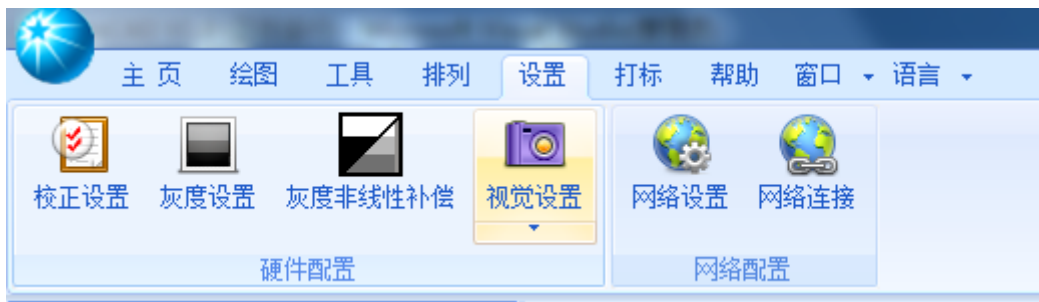 主 页 绘图 工具 排列 设置 打标 帮助 窗口 语言
校正设置 灰度设置 灰度非线性补偿 视觉设置 网络设置 网络连接
硬件配置 网络配置